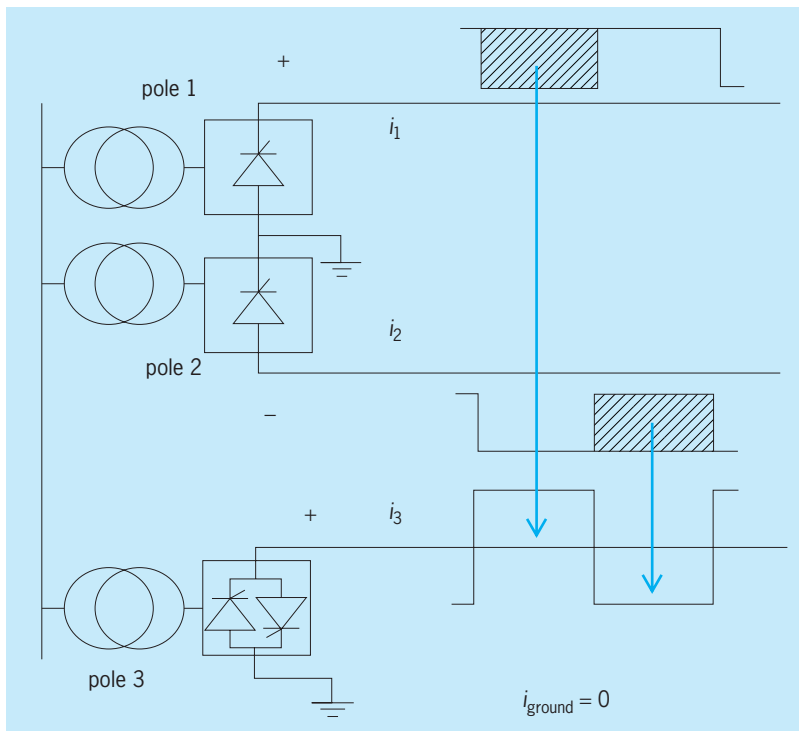 +
pole 1
i1
i2
pole 2
−
+ i3
pole 3
iground = 0